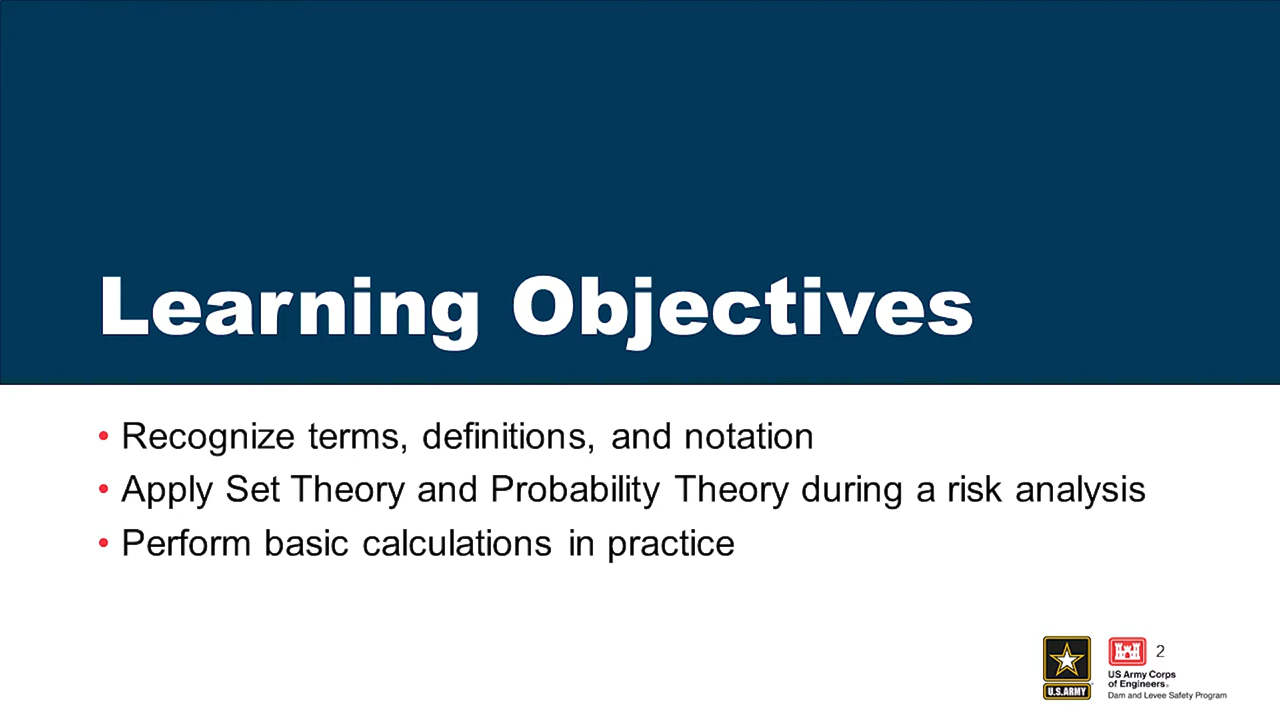 Learning Objectives
• Recognize terms, definitions, and notation
• Apply Set Theory and Probability Theory during a risk analysis
• Perform basic calculations in practice
2
U.S.ARMY
US Army Corps
of Engineers®
Dam and Levee Safety Program